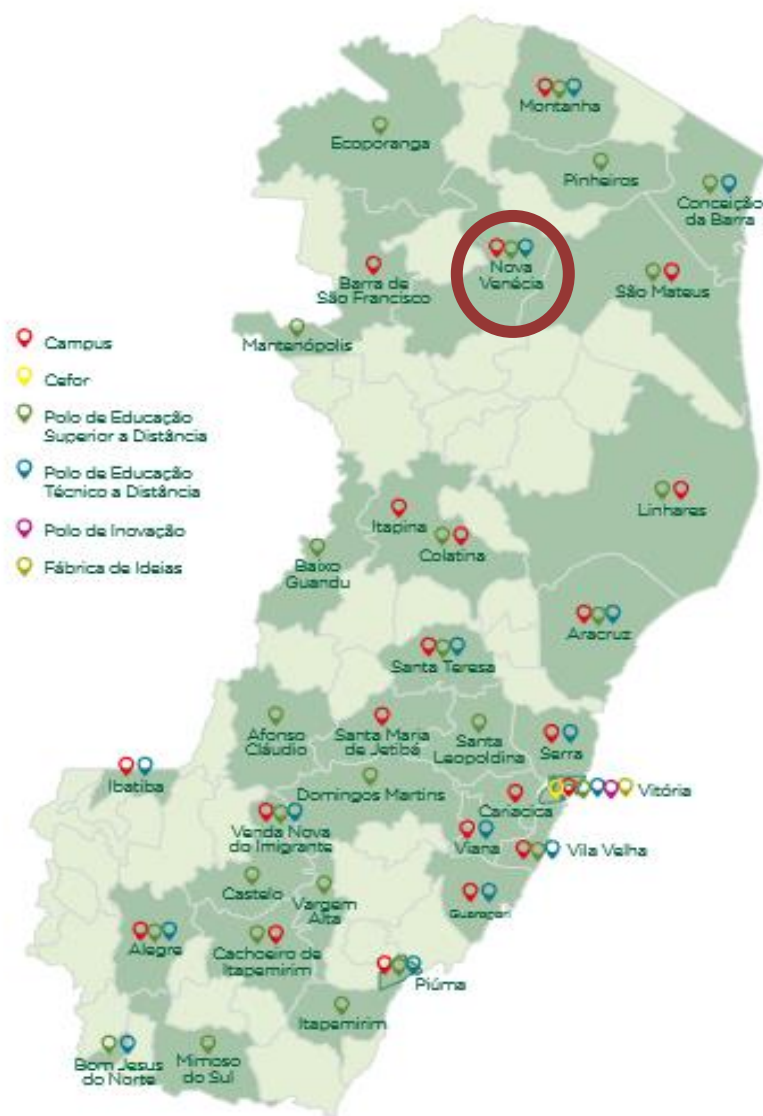 Montanha
Ecoporanga
Pinheiros
Conceição
da Barra
Nova
Venécia
Barra de
São Francisco
São Mateus
Mantenópolis
Campus
Cefor
Polo de Educação
Superior a Distância
Polo de Educação
Técnico a Distância
Polo de Inovação
Fábrica de Ideias
Linhares
Itapina
Colatina
Baixo
Guandu
Aracruz
Santa Teresa
Afonso
Cláudio
Santa Maria
de Jetibá
Santa
Leopoldina
Serra
Ibatiba
Domingos Martins
Cariacica
Vitória
Venda Nova
do Imigrante
Viana
Vila Velha
Castelo
Vargem
Alta
Guarapari
Alegre
Cachoeiro de
Itapemirim
Piúma
Itapemirim
Bom Jesus
do Norte
Mimoso
do Sul